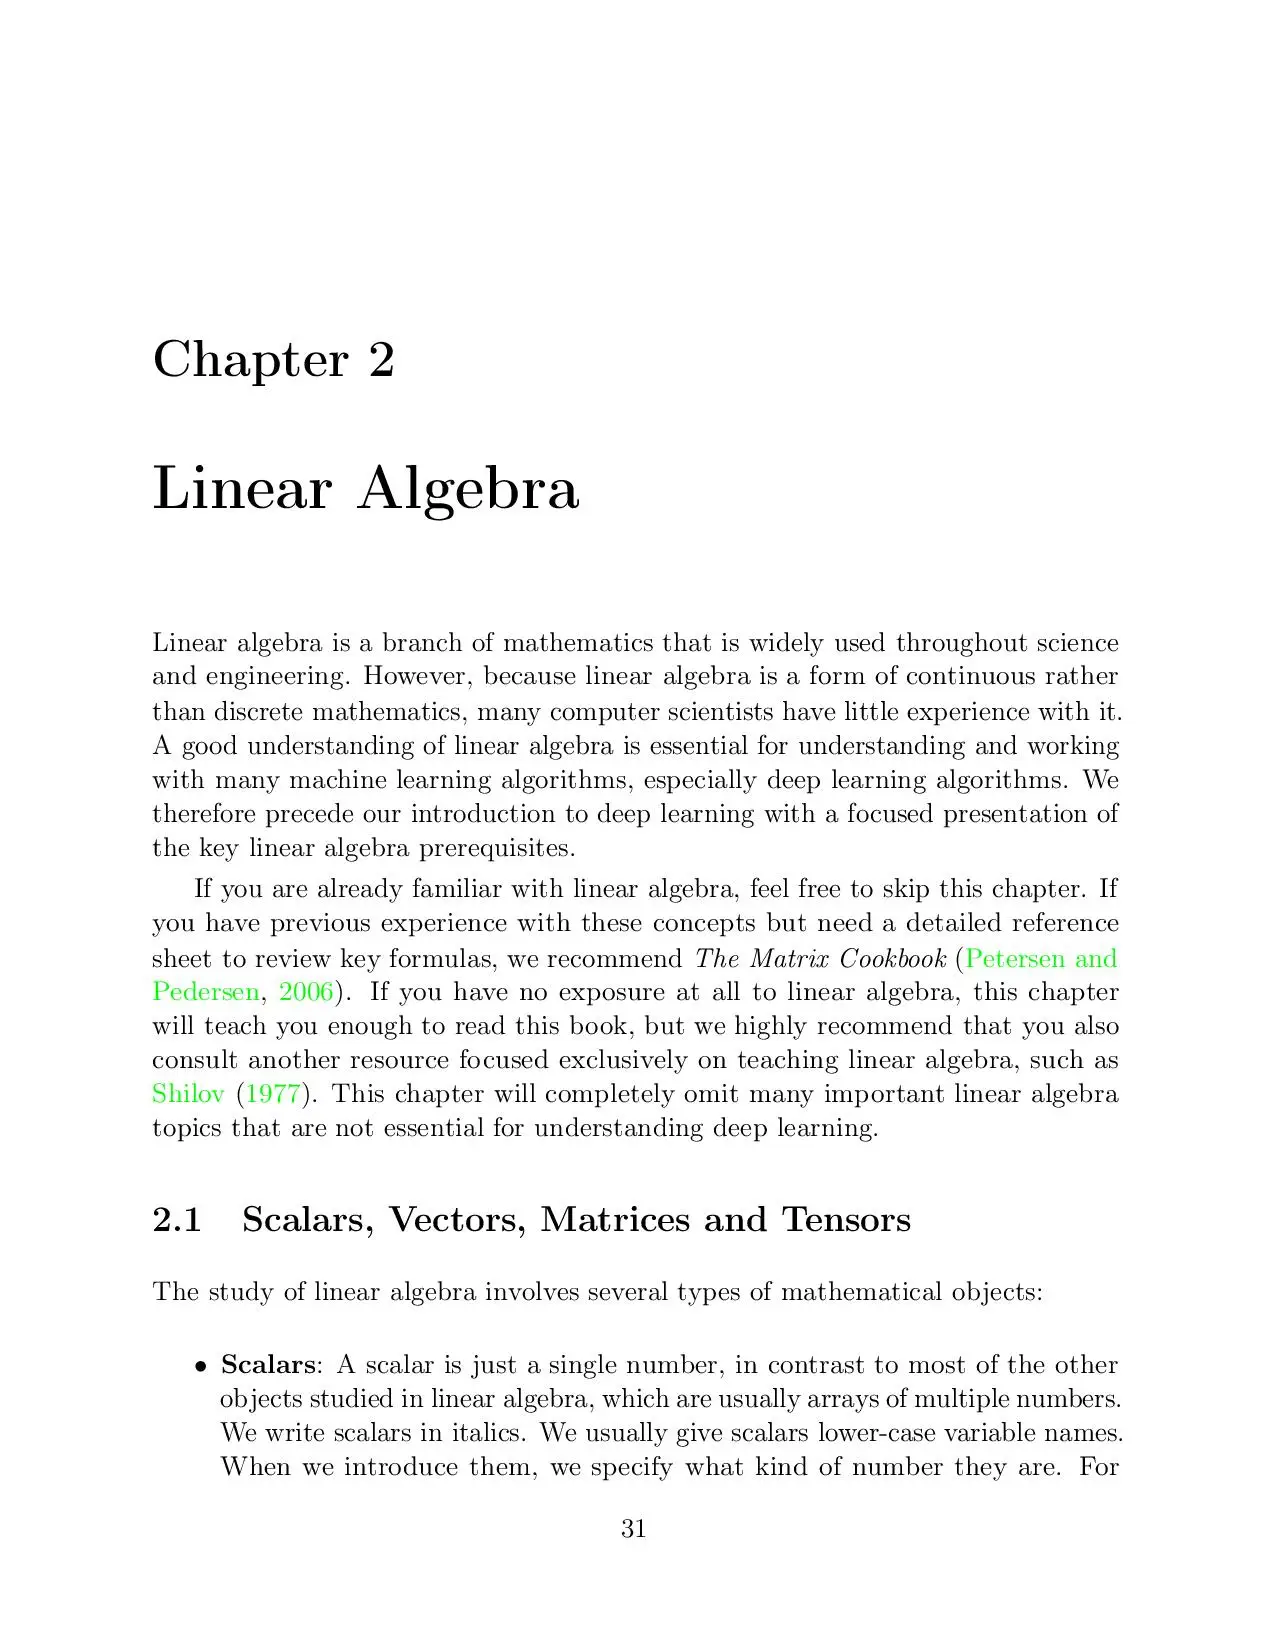 Chapter 2
Linear Algebra
Linear algebra is a branch of mathematics that is widely used throughout science
and engineering. However, because linear algebra is a form of continuous rather
than discrete mathematics, many computer scientists have little experience with it.
A good understanding of linear algebra is essential for understanding and working
with many machine learning algorithms, especially deep learning algorithms. We
therefore precede our introduction to deep learning with a focused presentation of
the key linear algebra prerequisites.
If you are already familiar with linear algebra, feel free to skip this chapter. If
you have previous experience with these concepts but need a detailed reference
sheet to review key formulas, we recommend The Matrix Cookbook (Petersen and
Pedersen, 2006). If you have no exposure at all to linear algebra, this chapter
will teach you enough to read this book, but we highly recommend that you also
consult another resource focused exclusively on teaching linear algebra, such as
Shilov (1977). This chapter will completely omit many important linear algebra
topics that are not essential for understanding deep learning.
2.1 Scalars, Vectors, Matrices and Tensors
The study of linear algebra involves several types of mathematical objects:
• Scalars: A scalar is just a single number, in contrast to most of the other
objects studied in linear algebra, which are usually arrays of multiple numbers.
We write scalars in italics. We usually give scalars lower-case variable names.
When we introduce them, we specify what kind of number they are. For
31